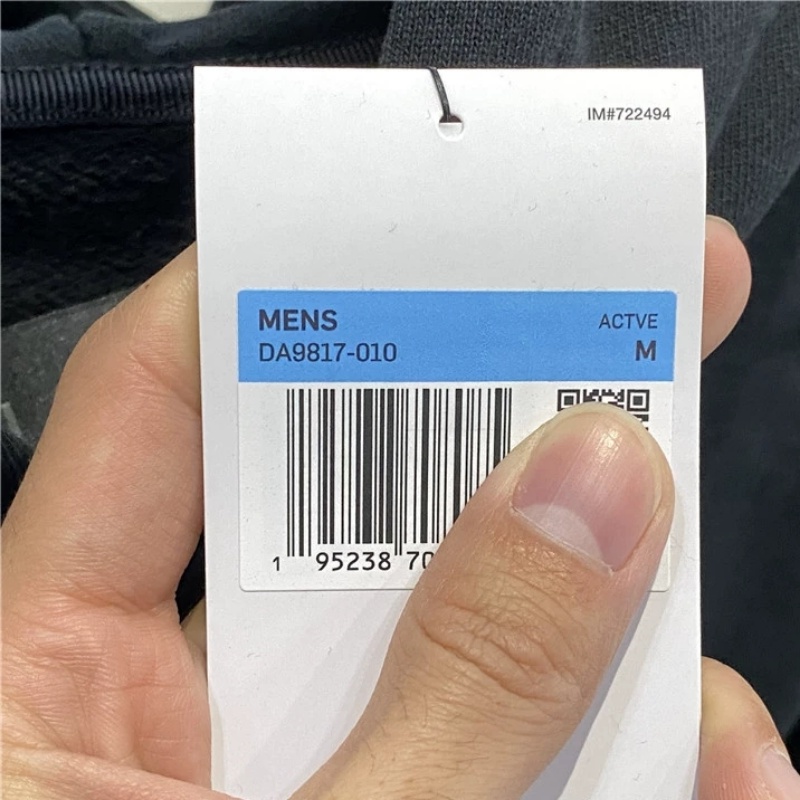 IM#722494
MENS
ACTVE
DA9817-010
M
1 95238 70